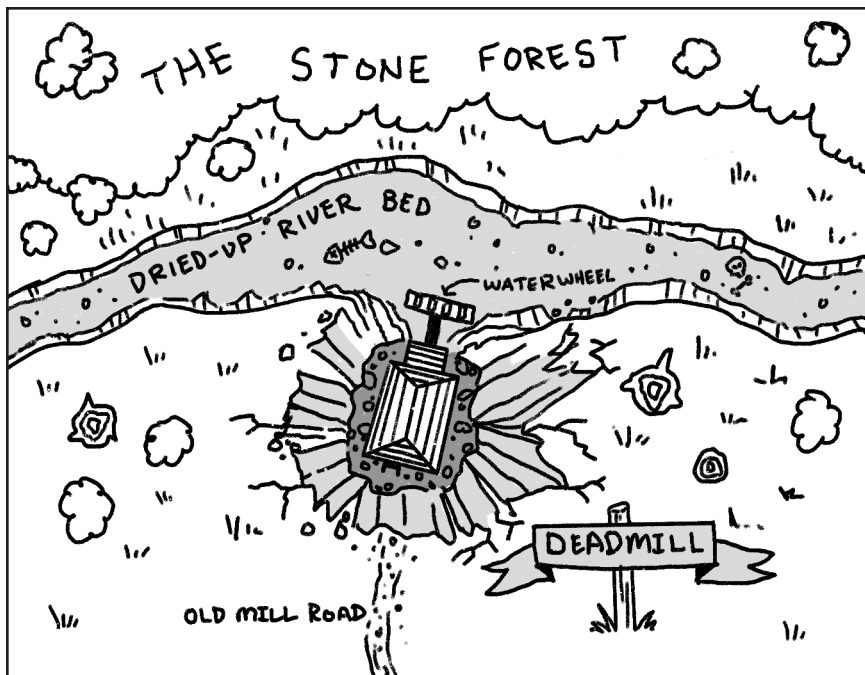 THE STONE FOREST
DRIED-UP RIVER BED
WATERWHEEL
DEADMILL
OLD MILL ROAD